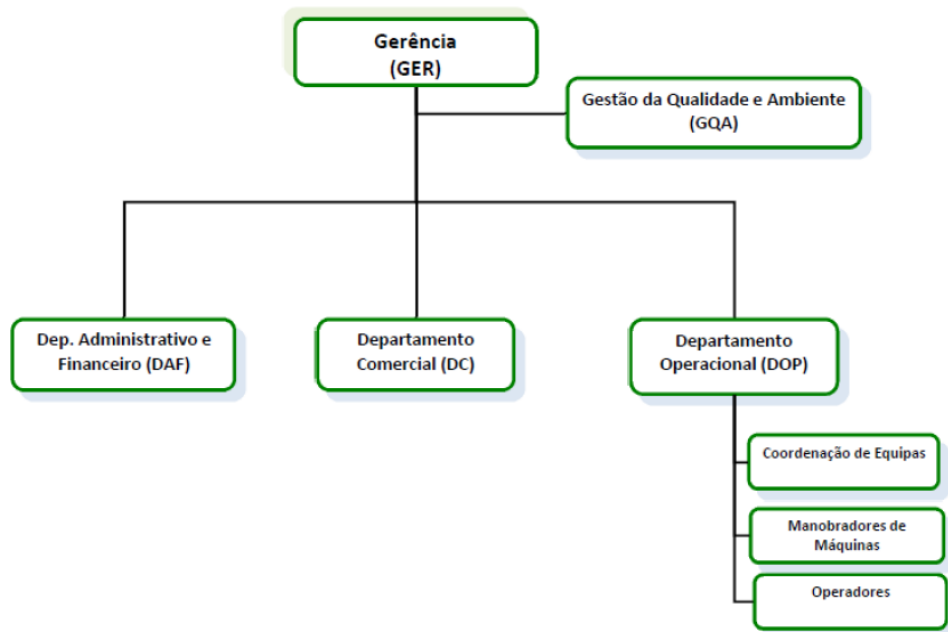 Gerência
(GER)
Gestão da Qualidade e Ambiente
(GQA)
Dep. Administrativo e
Financeiro (DAF)
Departamento
Comercial (DC)
Departamento
Operacional (DOP)
Coordenação de Equipas
Manobradores de
Máquinas
Operadores